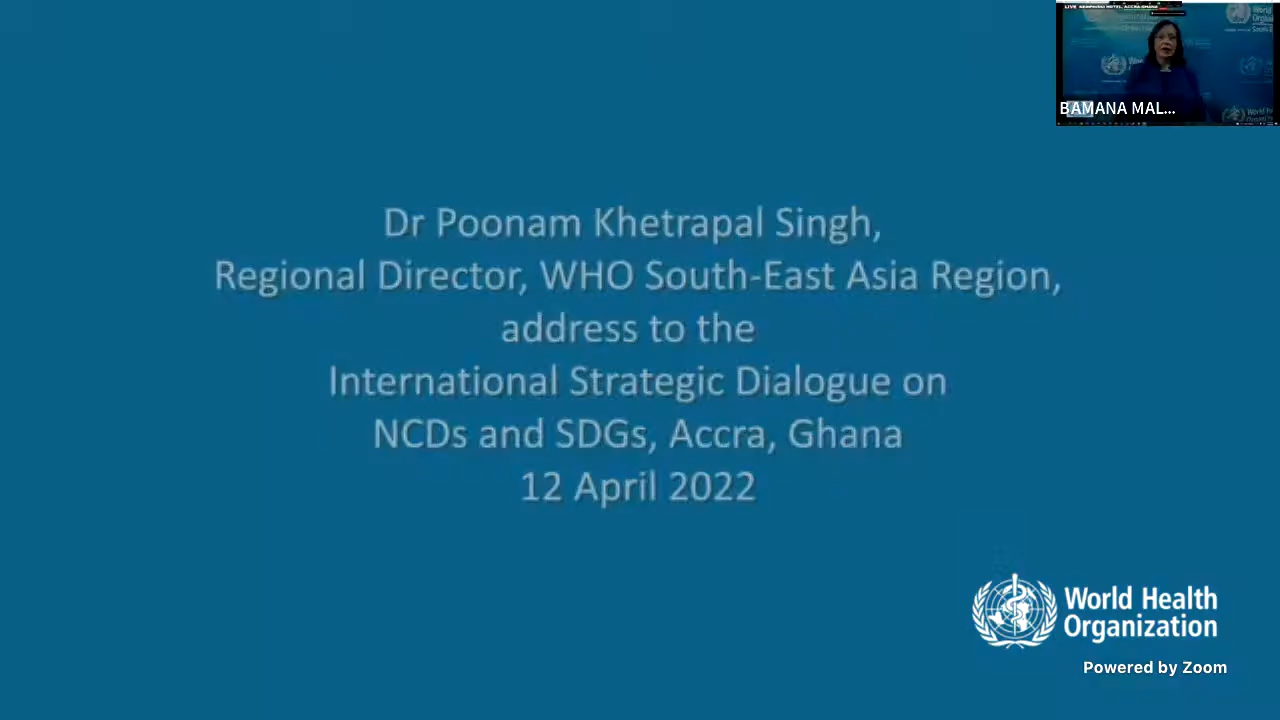 BAMANA MAL...
Dr Poonam Khetrapal Singh,
Regional Director, WHO South-East Asia Region,
address to the
International Strategic Dialogue on
NCDs and SDGs, Accra, Ghana
12 April 2022
World Health
Organization
Powered by Zoom